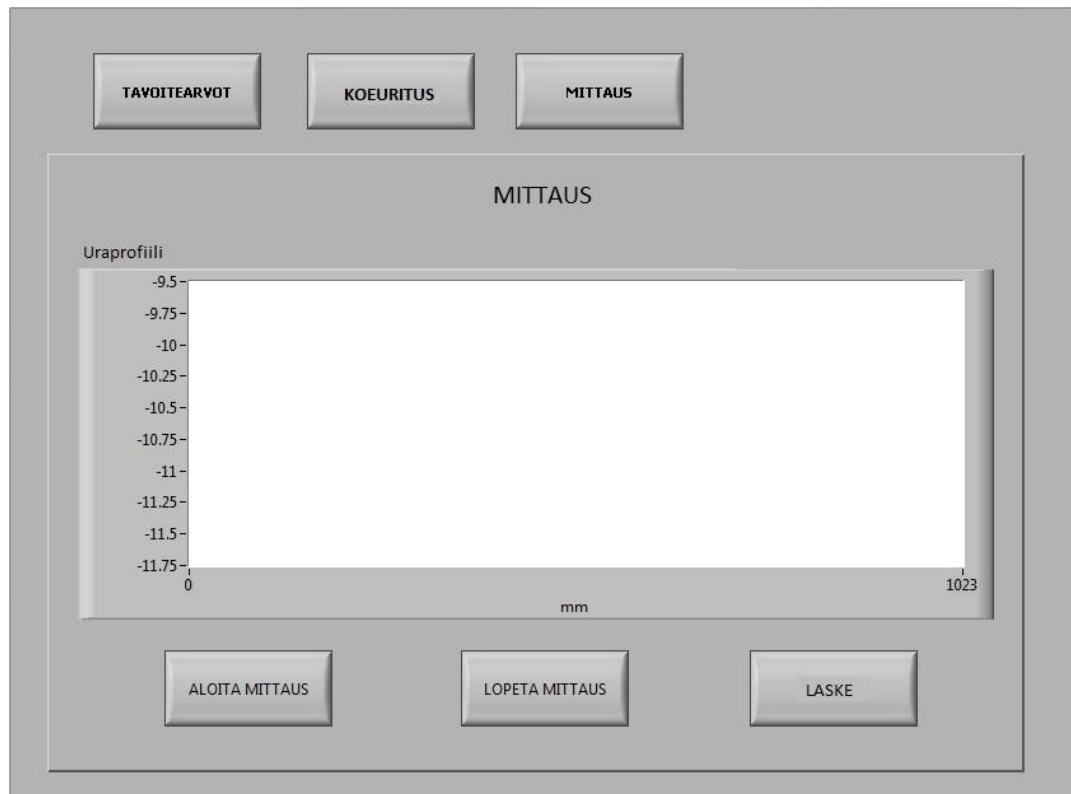 TAVOITEARVOT
KOEURITUS
MITTAUS
MITTAUS
Uraprofiili
-9.5
-9.75
-10
-10.25
-10.5
-10.75
-11
-11.25
-11.5
-11.75
0
1023
mm
ALOITA MITTAUS
LOPETA MITTAUS
LASKE